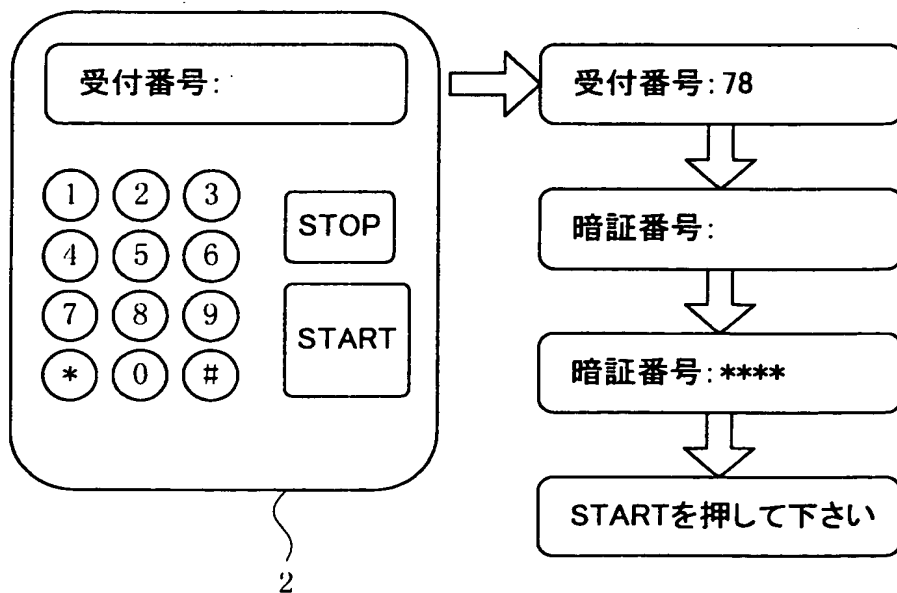 受付番号:
1 2 3
4 5 6
7 8 9
* 0 #
STOP
START
2
受付番号:78
暗証番号:
暗証番号:****
STARTを押して下さい